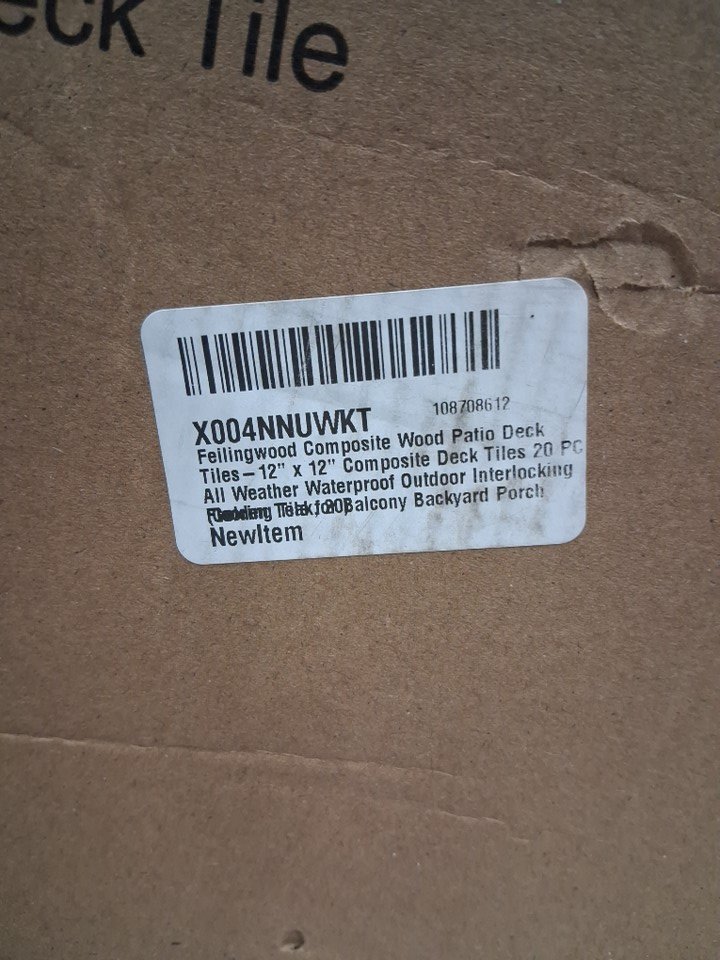 eck Tile
X004NNUWKT 108708612
Feilingwood Composite Wood Patio Deck
Tiles – 12" x 12" Composite Deck Tiles 20 PC
All Weather Waterproof Outdoor Interlocking
for Balcony Backyard Porch
NewItem